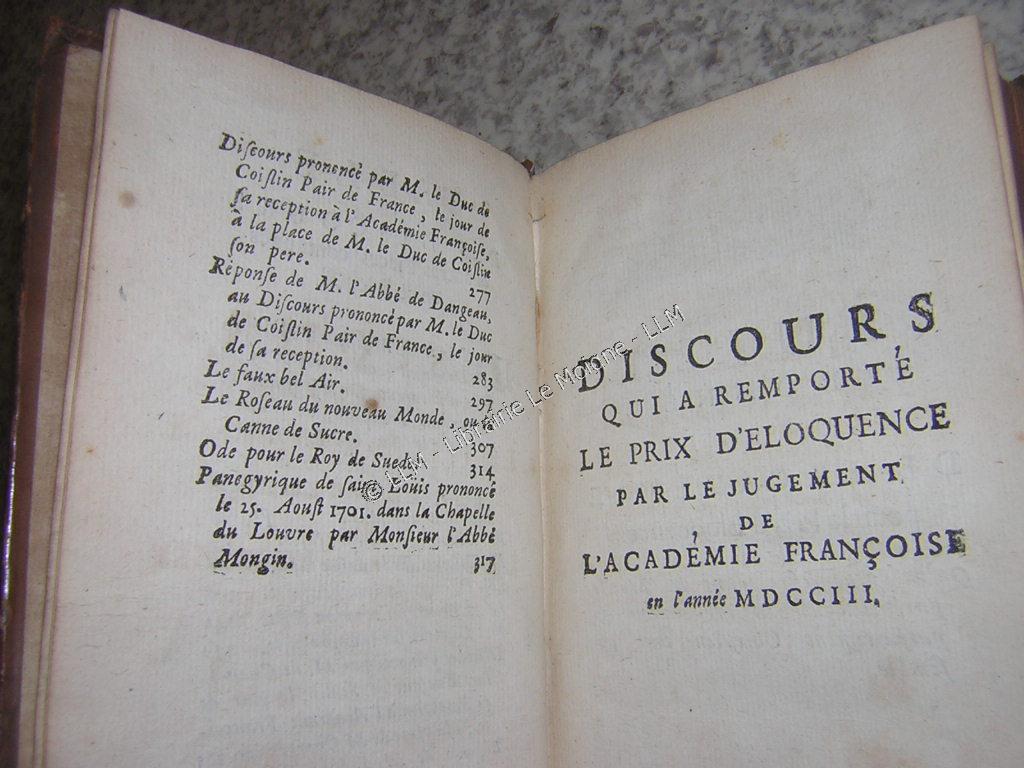 Diſcours prononcé par M. le Duc de
Coiſlin Pair de France, le jour de
ſa reception à l'Académie Françoiſe,
à la place de M. le Duc de Coiſlin
ſon pere. 277
Réponſe de M. l'Abbé de Dangeau,
au Diſcours prononcé par M. le Duc
de Coiſlin Pair de France, le jour
de ſa reception. 283
Le faux bel Air. 297
Le Roſeau du nouveau Monde, ou la
Canne de Sucre. 307
Ode pour le Roy de Suede. 314
Panegyrique de ſaint Louis prononcé
le 25. Aouſt 1701. dans la Chapelle
du Louvre par Monſieur l'Abbé
Mongin. 317
DISCOURS
QUI A REMPORTÉ
LE PRIX D'ELOQUENCE
PAR LE JUGEMENT
DE
L'ACADÉMIE FRANÇOISE
en l'année MDCCIII.
© LLM - Librairie Le Moigne - LLM